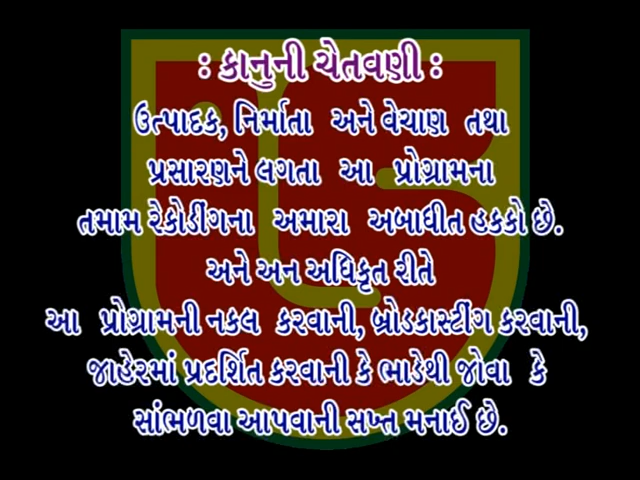 : કાનુની ચેતવણી :
ઉત્પાદક, નિર્માતા અને વેચાણ તથા
પ્રસારણને લગતા આ પ્રોગ્રામના
તમામ રેકોડીંગના અમારા અબાધીત હકકો છે.
અને અન અધિકૃત રીતે
આ પ્રોગ્રામની નકલ કરવાની, બ્રોડકાસ્ટીંગ કરવાની,
જાહેરમાં પ્રદર્શિત કરવાની કે ભાડેથી જોવા કે
સાંભળવા આપવાની સખ્ત મનાઈ છે.